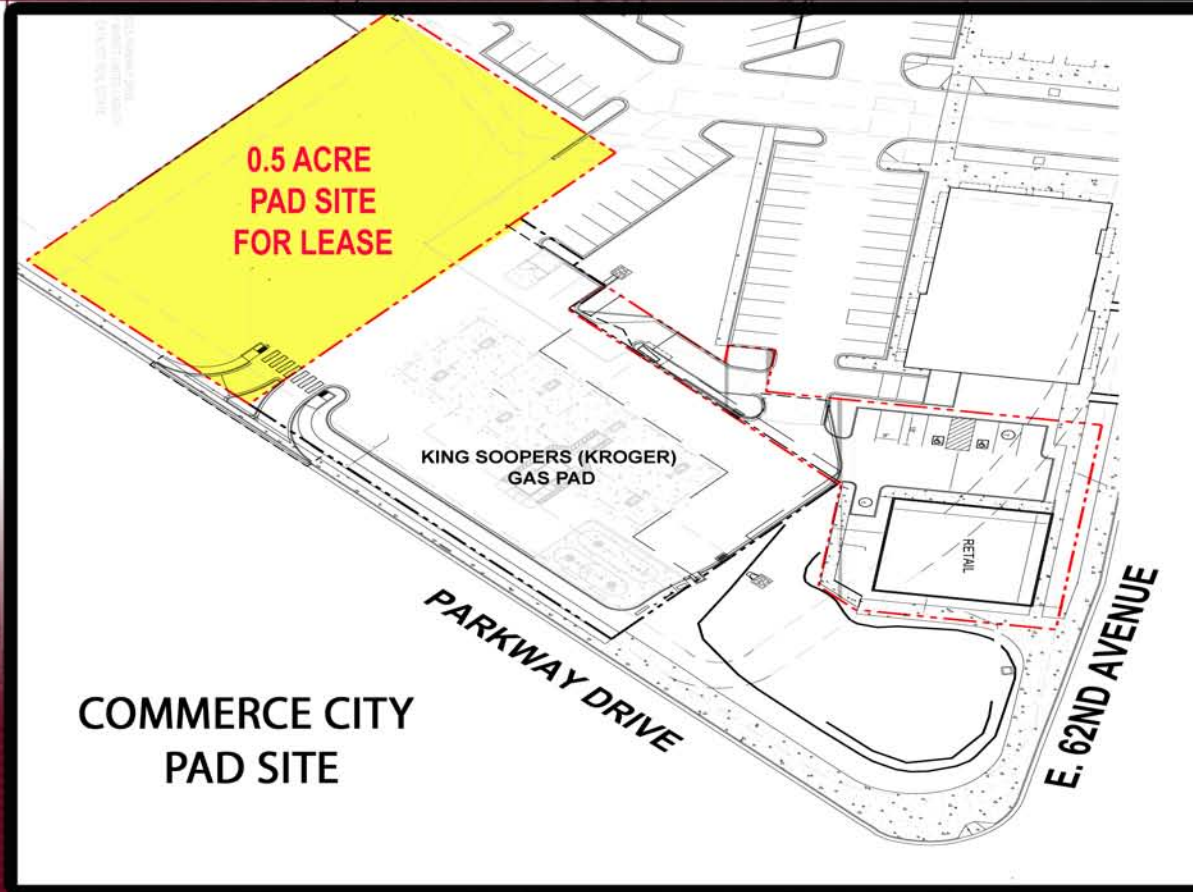 0.5 ACRE
PAD SITE
FOR LEASE
KING SOOPERS (KROGER)
GAS PAD
RETAIL
PARKWAY DRIVE
E. 62ND AVENUE
COMMERCE CITY
PAD SITE